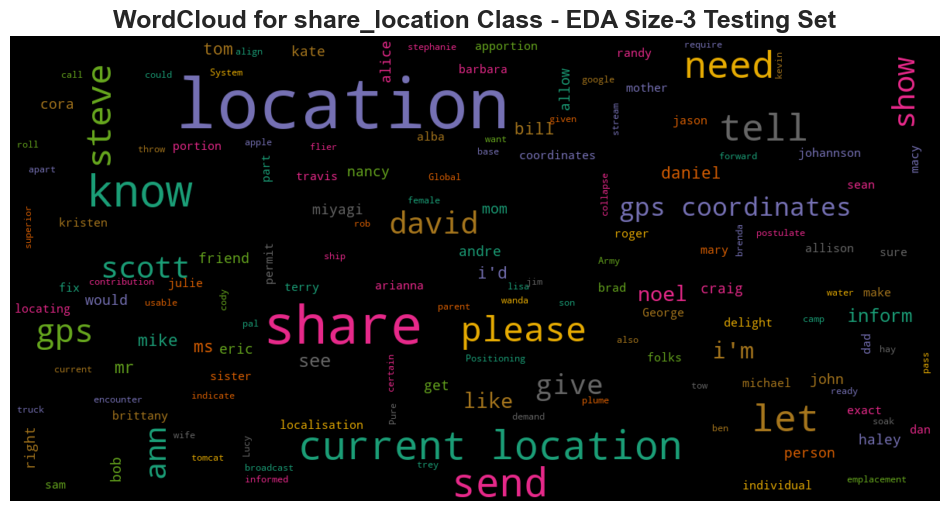 WordCloud for share_location Class - EDA Size-3 Testing Set
tom align kate alice stephanie apportion randy require need kevin show
call could System steve location barbara allow google mother
cora bill given stream jason tell
roll throw portion apple flier alba want base coordinates forward johannson macy
apart part travis nancy Global daniel sean
know female collapse gps coordinates
superior kristen miyagi rob david mom roger postulate
scott friend permit ship andre mary brenda allison sure
fix contribution julie i'd jim
locating would usable cody terry arianna lisa wanda son brad Army noel craig water make
gps mike pal share parent please also George delight camp inform
mr ms eric see Positioning folks i'm dad hay pass
current sister certain get give tow michael john ready
truck encounter indicate like plume
brittany localisation Pure demand let ben exact soak dan
right ann wife Lucy current location person haley
bob tomcat broadcast trey
sam informed send individual emplacement